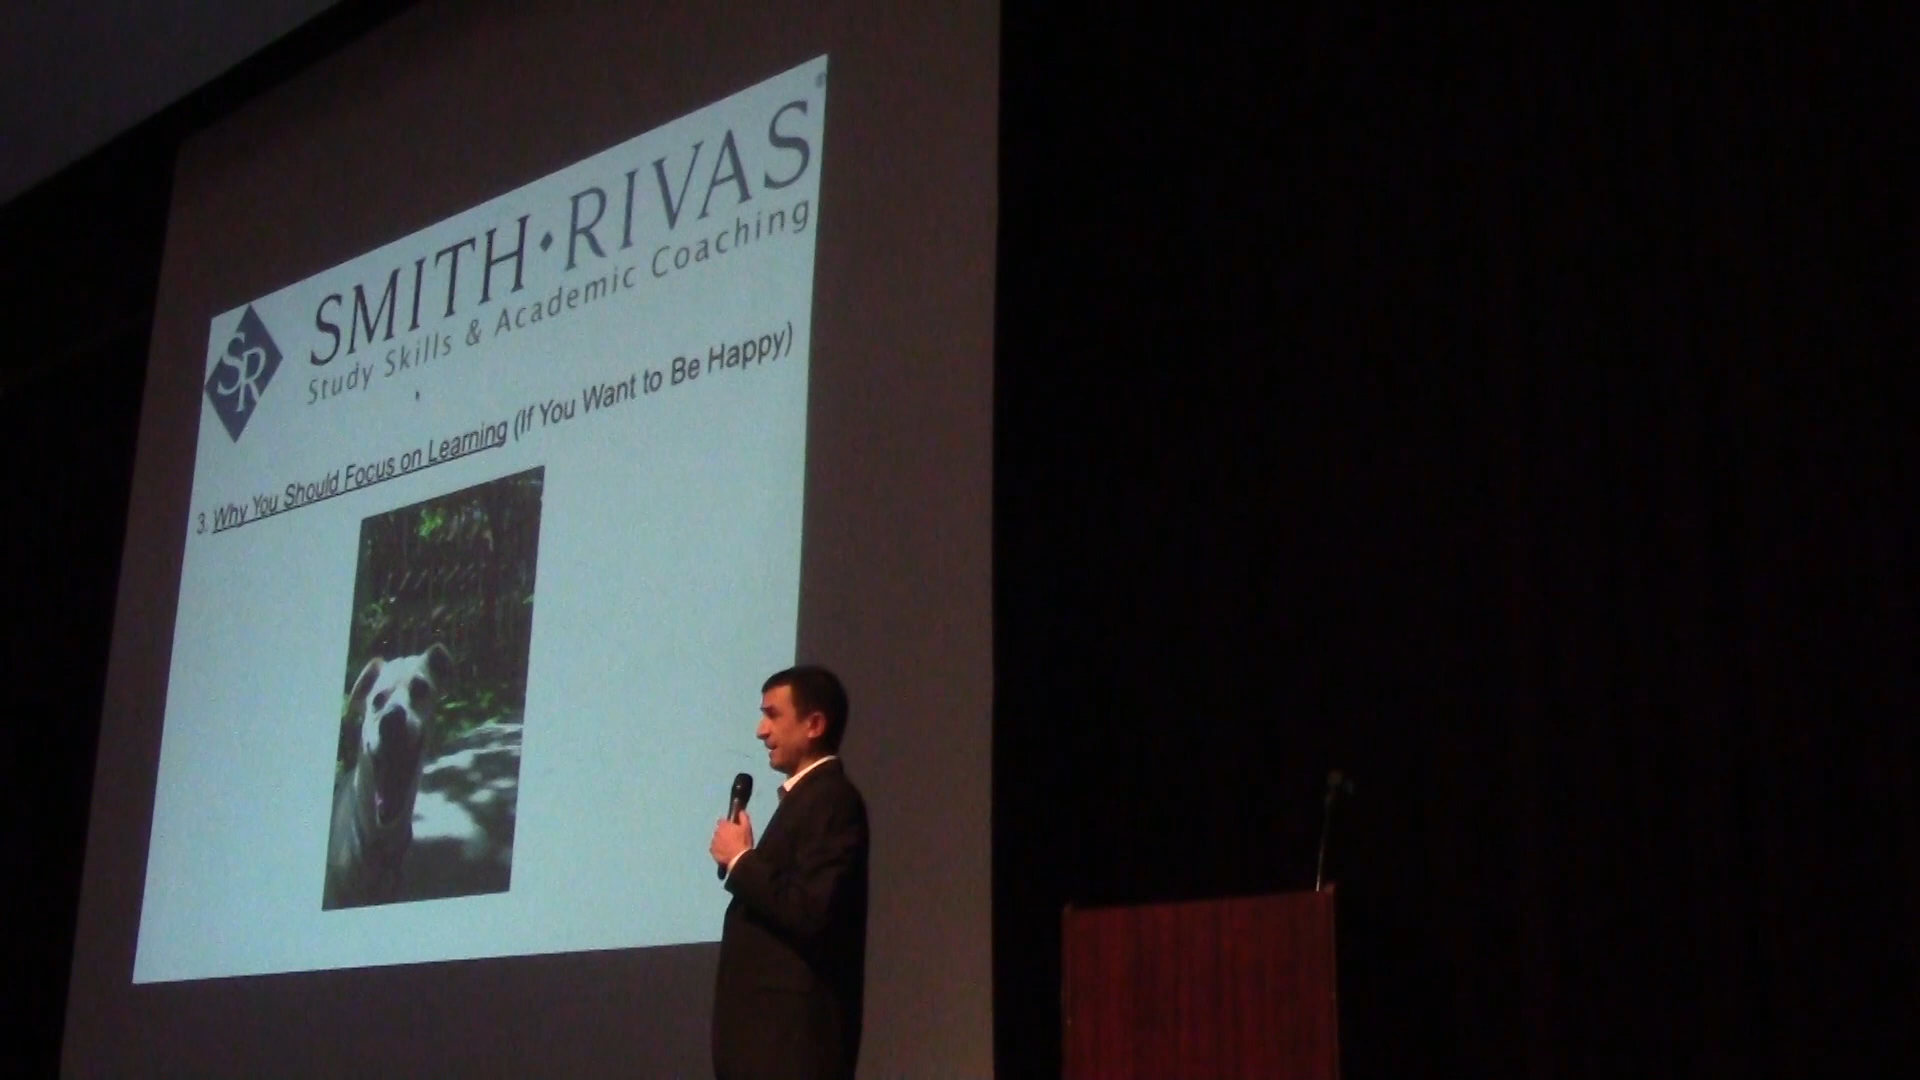 SMITH·RIVAS®
SR
Study Skills & Academic Coaching
3. Why You Should Focus on Learning (If You Want to Be Happy)